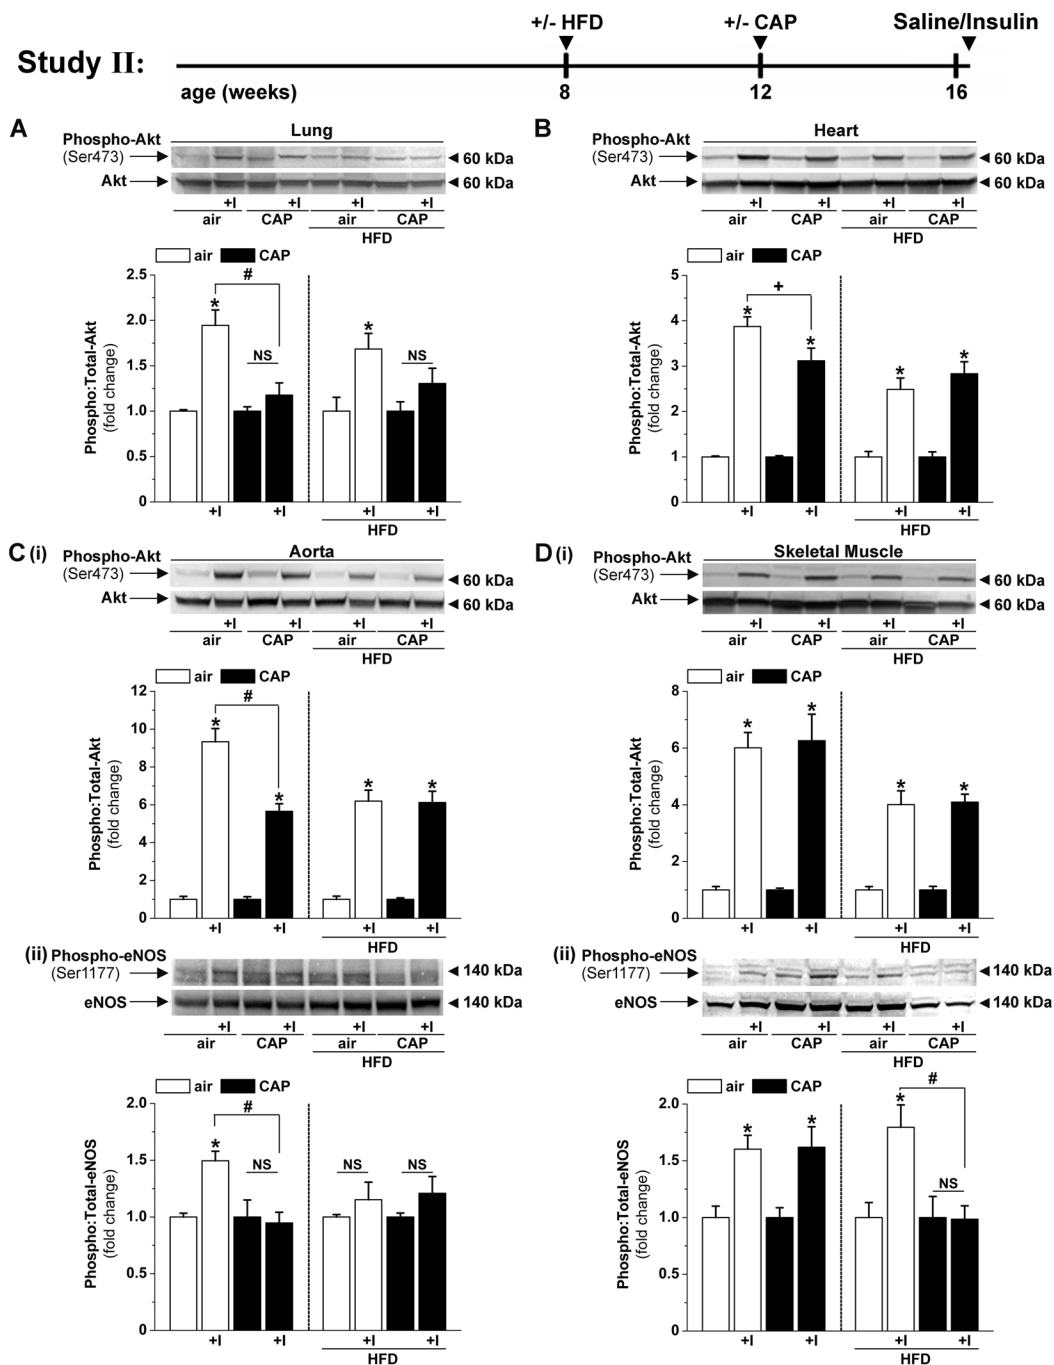 +/- HFD +/- CAP Saline/Insulin
Study II:
age (weeks) 8 12 16
A
Lung
Phospho-Akt
(Ser473) 60 kDa
Akt 60 kDa
+I +I +I +I
air CAP air CAP
HFD
air CAP
Phospho:Total-Akt
(fold change)
2.5
2.0
1.5
1.0
0.5
0
* # NS * NS
+I +I +I +I
HFD
B
Heart
Phospho-Akt
(Ser473) 60 kDa
Akt 60 kDa
+I +I +I +I
air CAP air CAP
HFD
air CAP
Phospho:Total-Akt
(fold change)
5
4
3
2
1
0
* + * * *
+I +I +I +I
HFD
C (i)
Aorta
Phospho-Akt
(Ser473) 60 kDa
Akt 60 kDa
+I +I +I +I
air CAP air CAP
HFD
air CAP
Phospho:Total-Akt
(fold change)
12
10
8
6
4
2
0
* # * * *
+I +I +I +I
HFD
D (i)
Skeletal Muscle
Phospho-Akt
(Ser473) 60 kDa
Akt 60 kDa
+I +I +I +I
air CAP air CAP
HFD
air CAP
Phospho:Total-Akt
(fold change)
8
6
4
2
0
* * * *
+I +I +I +I
HFD
(ii)
Phospho-eNOS
(Ser1177) 140 kDa
eNOS 140 kDa
+I +I +I +I
air CAP air CAP
HFD
air CAP
Phospho:Total-eNOS
(fold change)
2.0
1.5
1.0
0.5
0
* # NS NS NS
+I +I +I +I
HFD
(ii)
Phospho-eNOS
(Ser1177) 140 kDa
eNOS 140 kDa
+I +I +I +I
air CAP air CAP
HFD
air CAP
Phospho:Total-eNOS
(fold change)
2.0
1.5
1.0
0.5
0
* * * # NS
+I +I +I +I
HFD